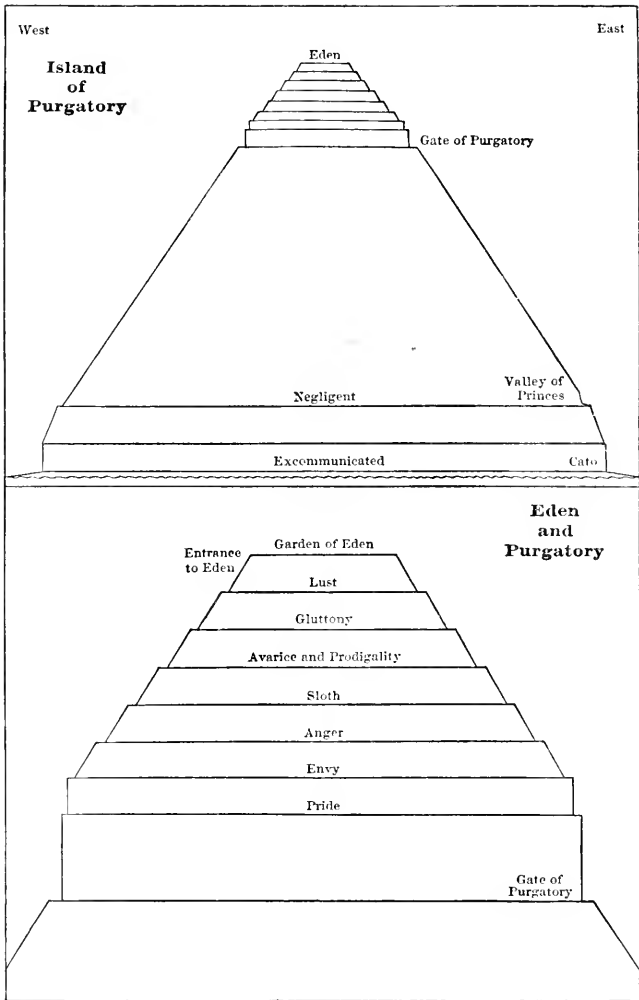 West
East
Island
of
Purgatory
Eden
Gate of Purgatory
Valley of
Princes
Negligent
Excommunicated
Cato
Eden
and
Purgatory
Entrance
to Eden
Garden of Eden
Lust
Gluttony
Avarice and Prodigality
Sloth
Anger
Envy
Pride
Gate of
Purgatory